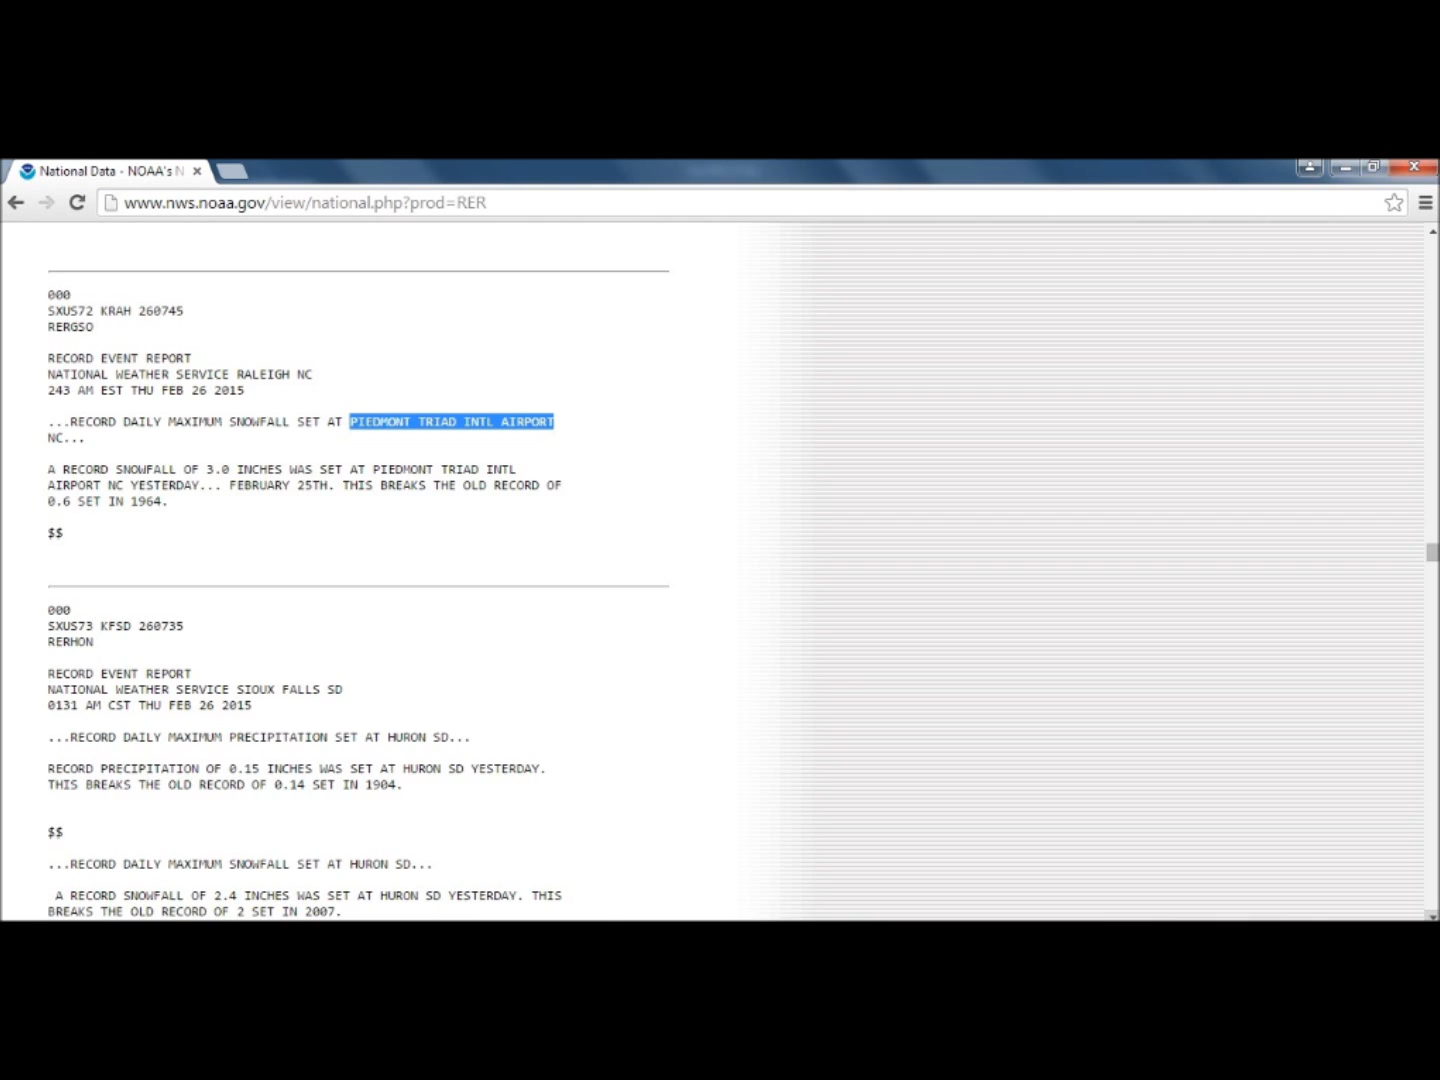 National Data - NOAA's N
www.nws.noaa.gov/view/national.php?prod=RER
000
SXUS72 KRAH 260745
RERGSO
RECORD EVENT REPORT
NATIONAL WEATHER SERVICE RALEIGH NC
243 AM EST THU FEB 26 2015
...RECORD DAILY MAXIMUM SNOWFALL SET AT PIEDMONT TRIAD INTL AIRPORT
NC...
A RECORD SNOWFALL OF 3.0 INCHES WAS SET AT PIEDMONT TRIAD INTL
AIRPORT NC YESTERDAY... FEBRUARY 25TH. THIS BREAKS THE OLD RECORD OF
0.6 SET IN 1964.
$$
000
SXUS73 KFSD 260735
RERHON
RECORD EVENT REPORT
NATIONAL WEATHER SERVICE SIOUX FALLS SD
0131 AM CST THU FEB 26 2015
...RECORD DAILY MAXIMUM PRECIPITATION SET AT HURON SD...
RECORD PRECIPITATION OF 0.15 INCHES WAS SET AT HURON SD YESTERDAY.
THIS BREAKS THE OLD RECORD OF 0.14 SET IN 1904.
$$
...RECORD DAILY MAXIMUM SNOWFALL SET AT HURON SD...
A RECORD SNOWFALL OF 2.4 INCHES WAS SET AT HURON SD YESTERDAY. THIS
BREAKS THE OLD RECORD OF 2 SET IN 2007.